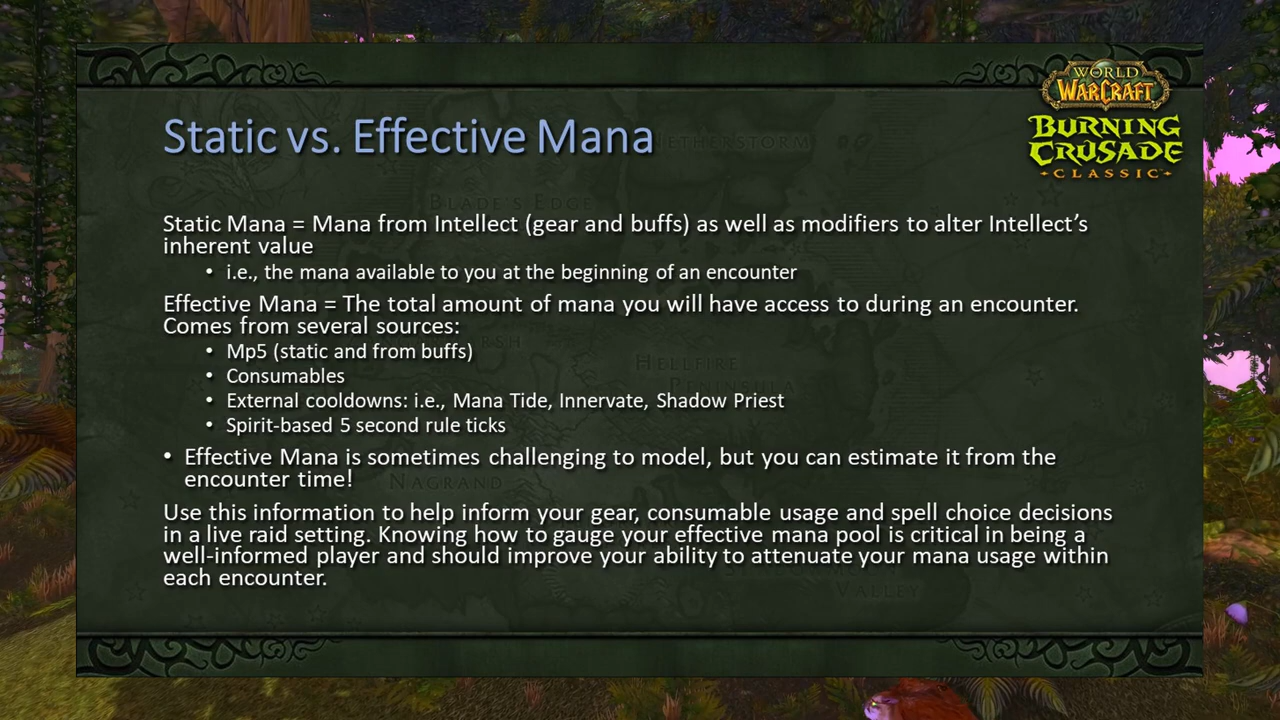 WORLD
WARCRAFT
BURNING
CRUSADE
CLASSIC
Static vs. Effective Mana
NETHERSTORM
BLADE'S EDGE
Static Mana = Mana from Intellect (gear and buffs) as well as modifiers to alter Intellect's
inherent value
• i.e., the mana available to you at the beginning of an encounter
Effective Mana = The total amount of mana you will have access to during an encounter.
Comes from several sources:
• Mp5 (static and from buffs)
HELLFIRE
• Consumables
PENINSULA
• External cooldowns: i.e., Mana Tide, Innervate, Shadow Priest
• Spirit-based 5 second rule ticks
• Effective Mana is sometimes challenging to model, but you can estimate it from the
encounter time!
NAGRAND
Use this information to help inform your gear, consumable usage and spell choice decisions
in a live raid setting. Knowing how to gauge your effective mana pool is critical in being a
well-informed player and should improve your ability to attenuate your mana usage within
each encounter.
VALLEY